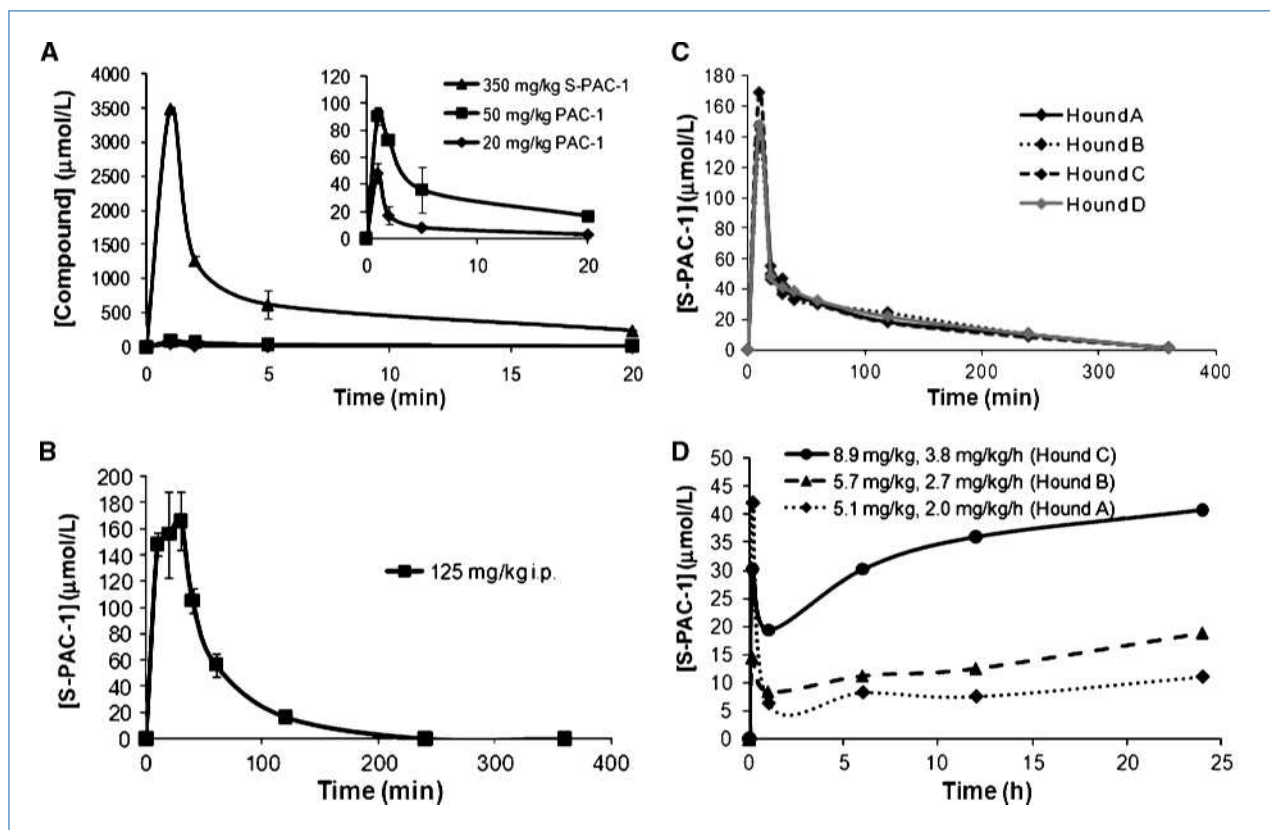 A
[Compound] (μmol/L)
4000
3500
3000
2500
2000
1500
1000
500
0
0 5 10 15 20
Time (min)
120
100
80
60
40
20
0
0 10 20
350 mg/kg S-PAC-1
50 mg/kg PAC-1
20 mg/kg PAC-1
C
[S-PAC-1] (μmol/L)
180
160
140
120
100
80
60
40
20
0
0 100 200 300 400
Time (min)
Hound A
Hound B
Hound C
Hound D
B
[S-PAC-1] (μmol/L)
200
180
160
140
120
100
80
60
40
20
0
0 100 200 300 400
Time (min)
125 mg/kg i.p.
D
[S-PAC-1] (μmol/L)
50
45
40
35
30
25
20
15
10
5
0
0 5 10 15 20 25
Time (h)
8.9 mg/kg, 3.8 mg/kg/h (Hound C)
5.7 mg/kg, 2.7 mg/kg/h (Hound B)
5.1 mg/kg, 2.0 mg/kg/h (Hound A)